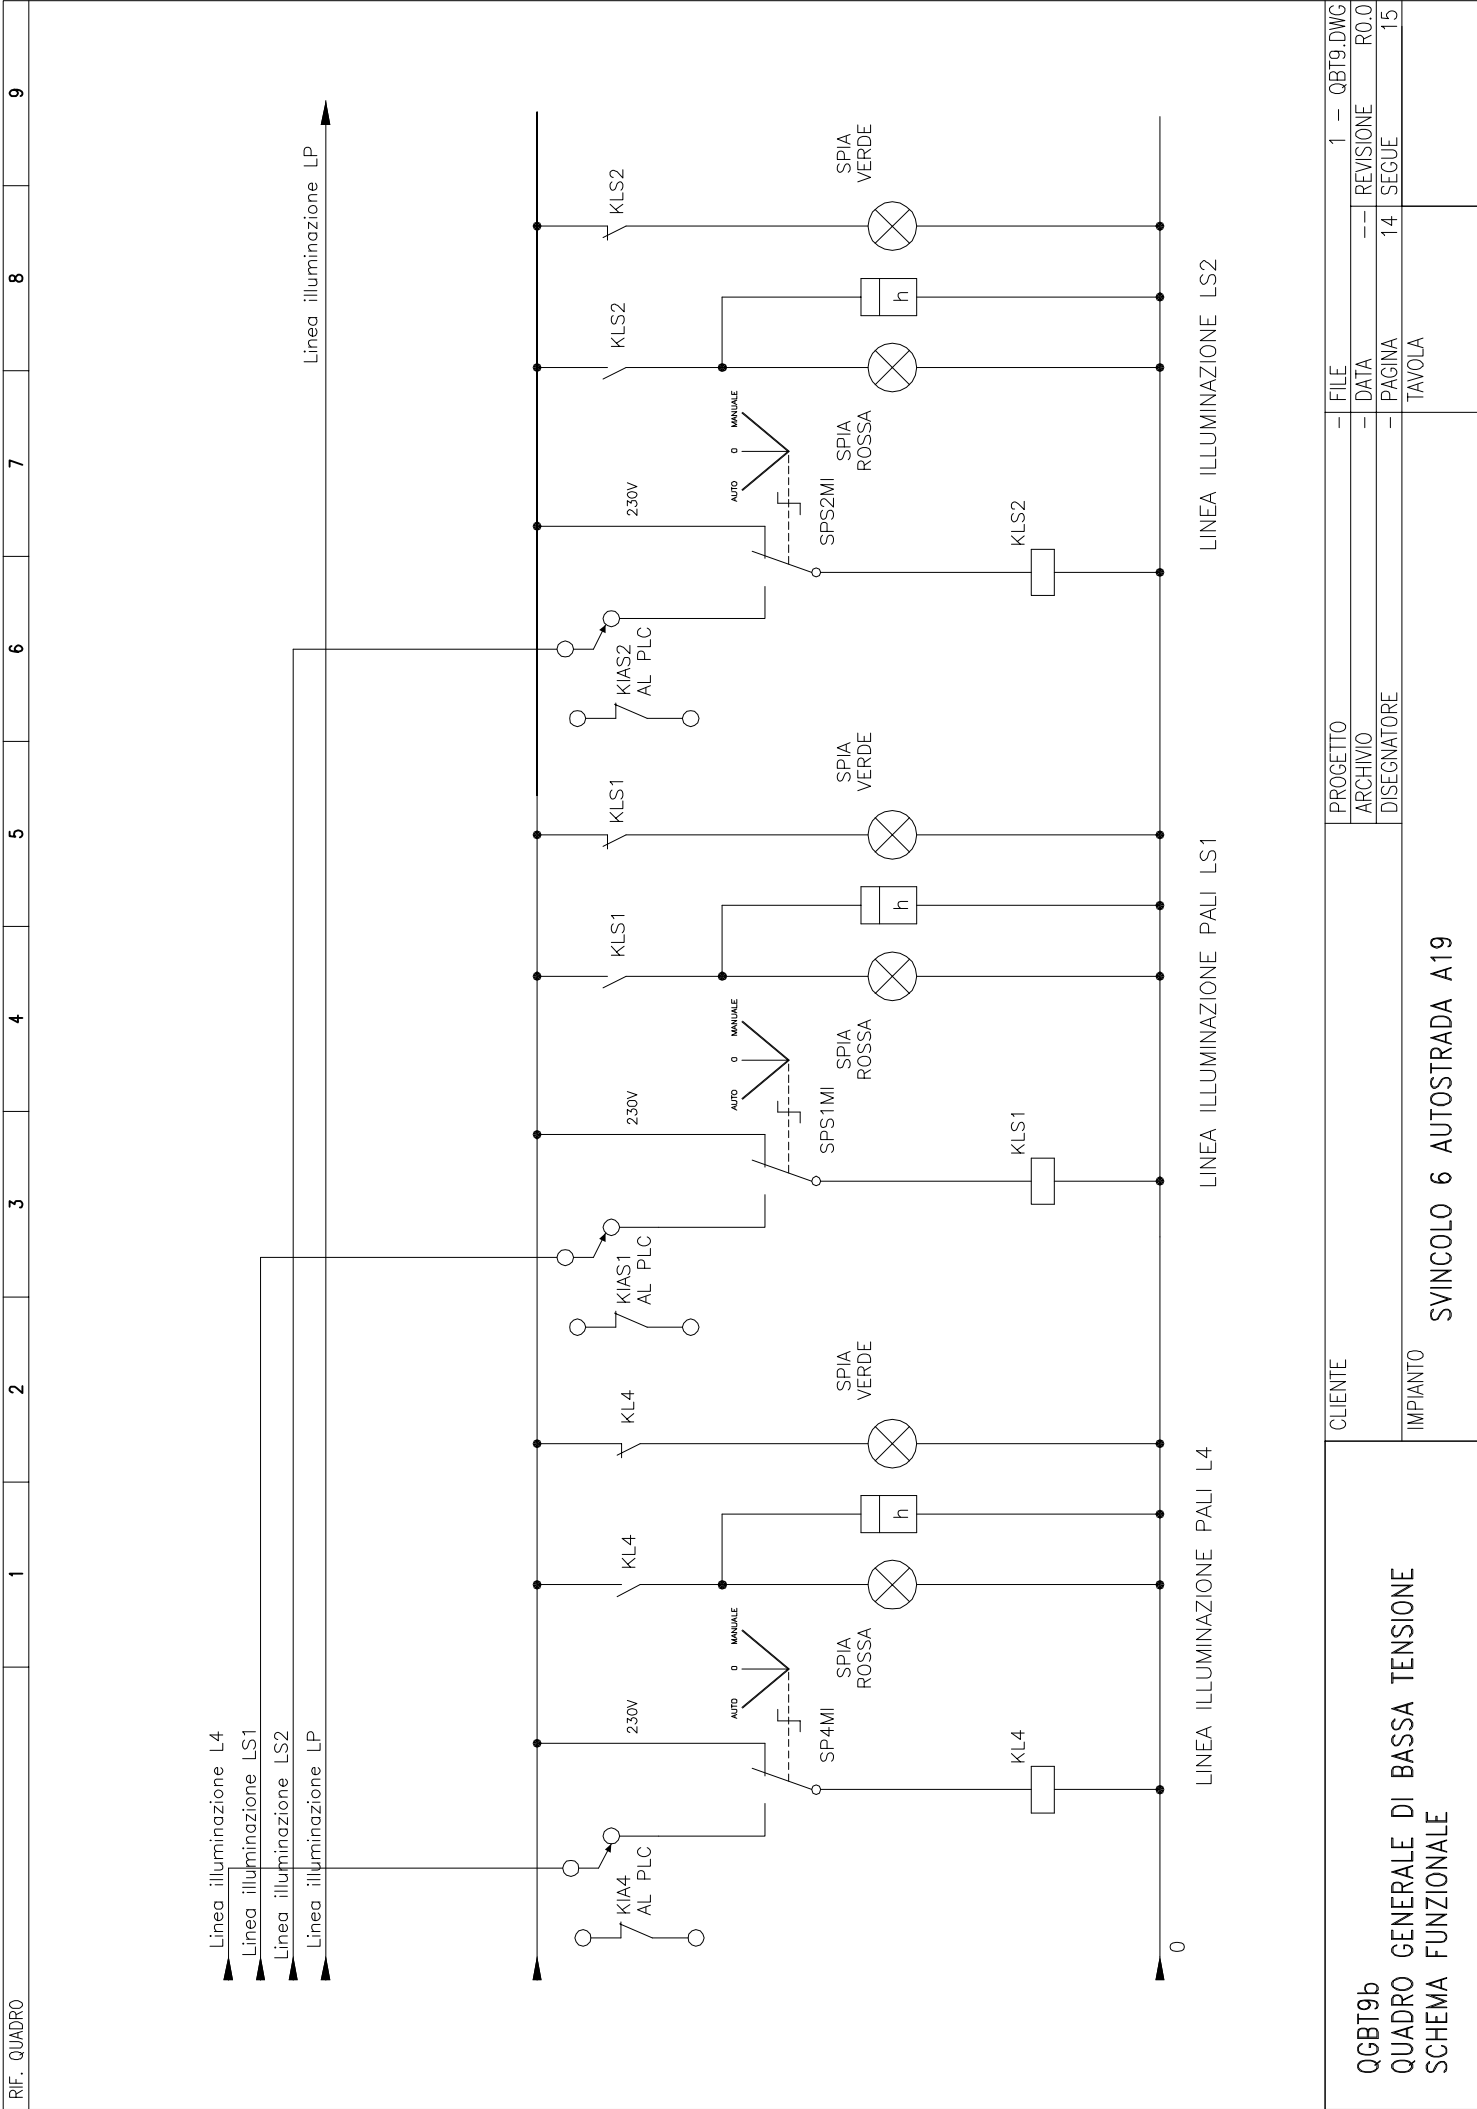 RIF. QUADRO
1
2
3
4
5
6
7
8
9
Linea illuminazione L4
Linea illuminazione LS1
Linea illuminazione LS2
Linea illuminazione LP
Linea illuminazione LP
KIA4
AL PLC
230V
AUTO
0
MANUALE
SP4MI
KL4
KL4
KL4
SPIA
ROSSA
h
SPIA
VERDE
LINEA ILLUMINAZIONE PALI L4
KIAS1
AL PLC
230V
AUTO
0
MANUALE
SPS1MI
KLS1
KLS1
KLS1
SPIA
ROSSA
h
SPIA
VERDE
LINEA ILLUMINAZIONE PALI LS1
KIAS2
AL PLC
230V
AUTO
0
MANUALE
SPS2MI
KLS2
KLS2
KLS2
SPIA
ROSSA
h
SPIA
VERDE
LINEA ILLUMINAZIONE LS2
0
QGBT9b
QUADRO GENERALE DI BASSA TENSIONE
SCHEMA FUNZIONALE
CLIENTE
IMPIANTO
SVINCOLO 6 AUTOSTRADA A19
PROGETTO -
ARCHIVIO -
DISEGNATORE -
FILE 1 - QBT9.DWG
DATA -- REVISIONE R0.0
PAGINA 14 SEGUE 15
TAVOLA